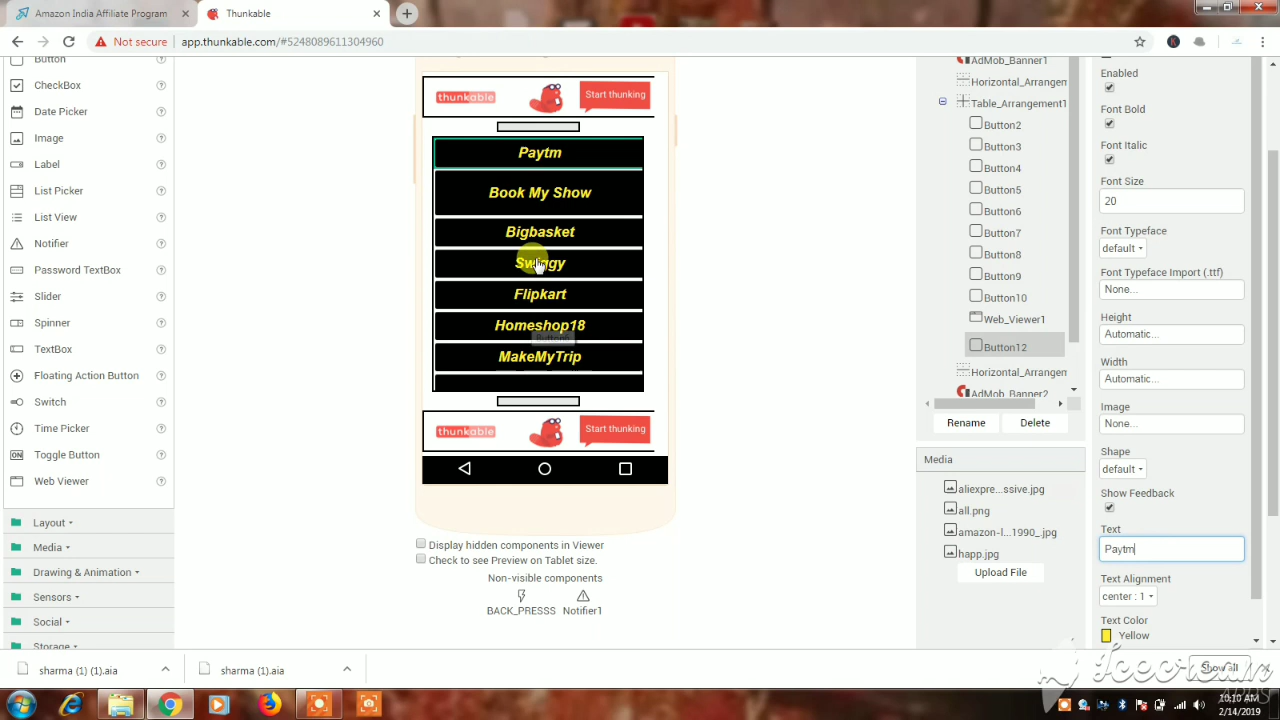 Amazon India Affiliate Program
Thunkable
Not secure
app.thunkable.com/#5248089611304960
Button
CheckBox
Date Picker
Image
Label
List Picker
List View
Notifier
Password TextBox
Slider
Spinner
TextBox
Floating Action Button
Switch
Time Picker
Toggle Button
Web Viewer
Layout
Media
Drawing & Animation
Sensors
Social
Storage
thunkable
Start thunking
Paytm
Book My Show
Bigbasket
Swiggy
Flipkart
Homeshop18
MakeMyTrip
thunkable
Start thunking
Display hidden components in Viewer
Check to see Preview on Tablet size.
Non-visible components
BACK_PRESSS
Notifier1
AdMob_Banner1
Horizontal_Arrangem
Table_Arrangement1
Button2
Button3
Button4
Button5
Button6
Button7
Button8
Button9
Button10
Web_Viewer1
Button12
Horizontal_Arrangem
AdMob_Banner2
Rename
Delete
Media
aliexpre...ssive.jpg
all.png
amazon-l...1990_.jpg
happ.jpg
Upload File
Enabled
Font Bold
Font Italic
Font Size
20
Font Typeface
default
Font Typeface Import (.ttf)
None...
Height
Automatic...
Width
Automatic...
Image
None...
Shape
default
Show Feedback
Text
Paytm
Text Alignment
center : 1
Text Color
Yellow
sharma (1) (1).aia
sharma (1).aia
Show all
Icecream
APPS
10:10 AM
2/14/2019